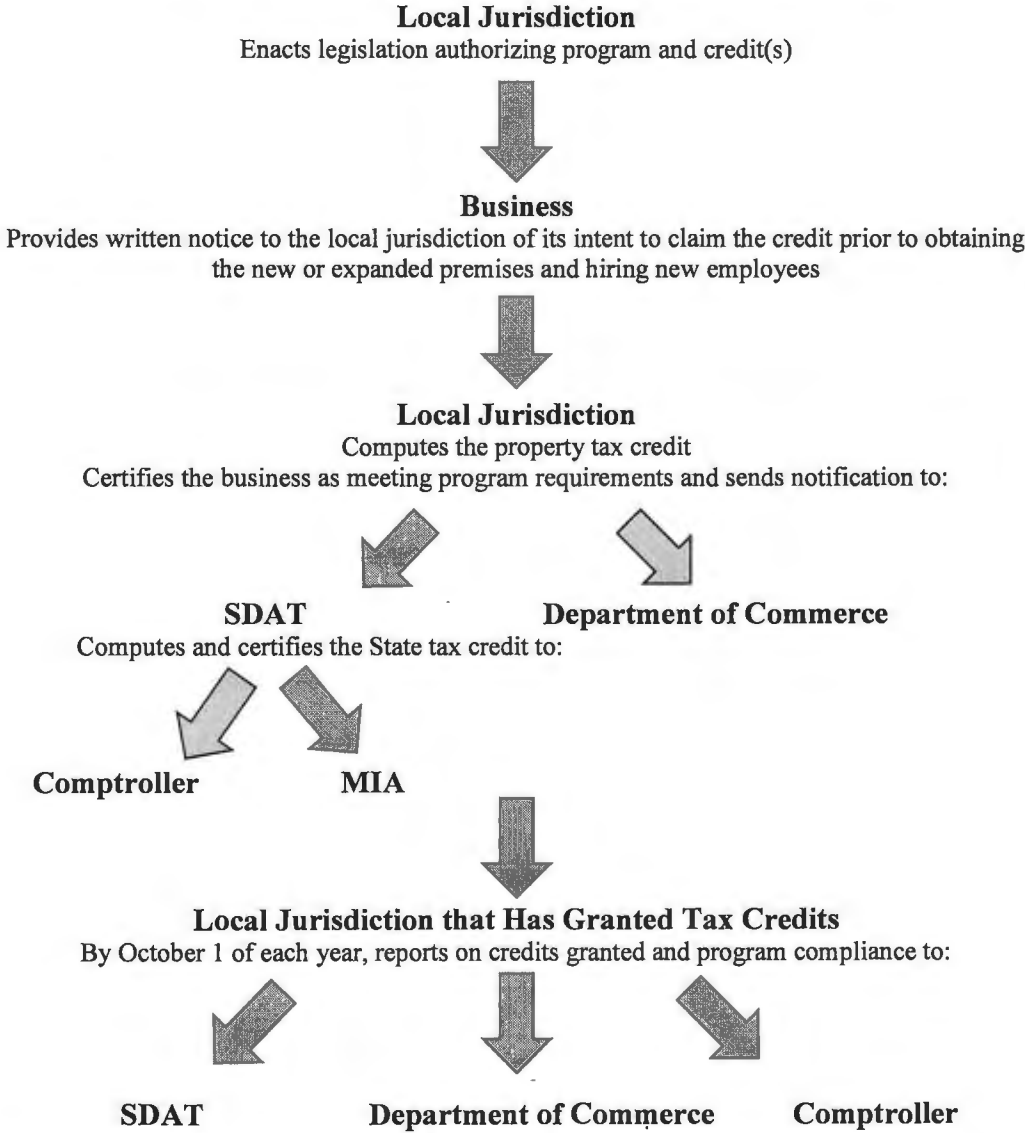 Local Jurisdiction
Enacts legislation authorizing program and credit(s)
Business
Provides written notice to the local jurisdiction of its intent to claim the credit prior to obtaining
the new or expanded premises and hiring new employees
Local Jurisdiction
Computes the property tax credit
Certifies the business as meeting program requirements and sends notification to:
SDAT Department of Commerce
Computes and certifies the State tax credit to:
Comptroller MIA
Local Jurisdiction that Has Granted Tax Credits
By October 1 of each year, reports on credits granted and program compliance to:
SDAT Department of Commerce Comptroller